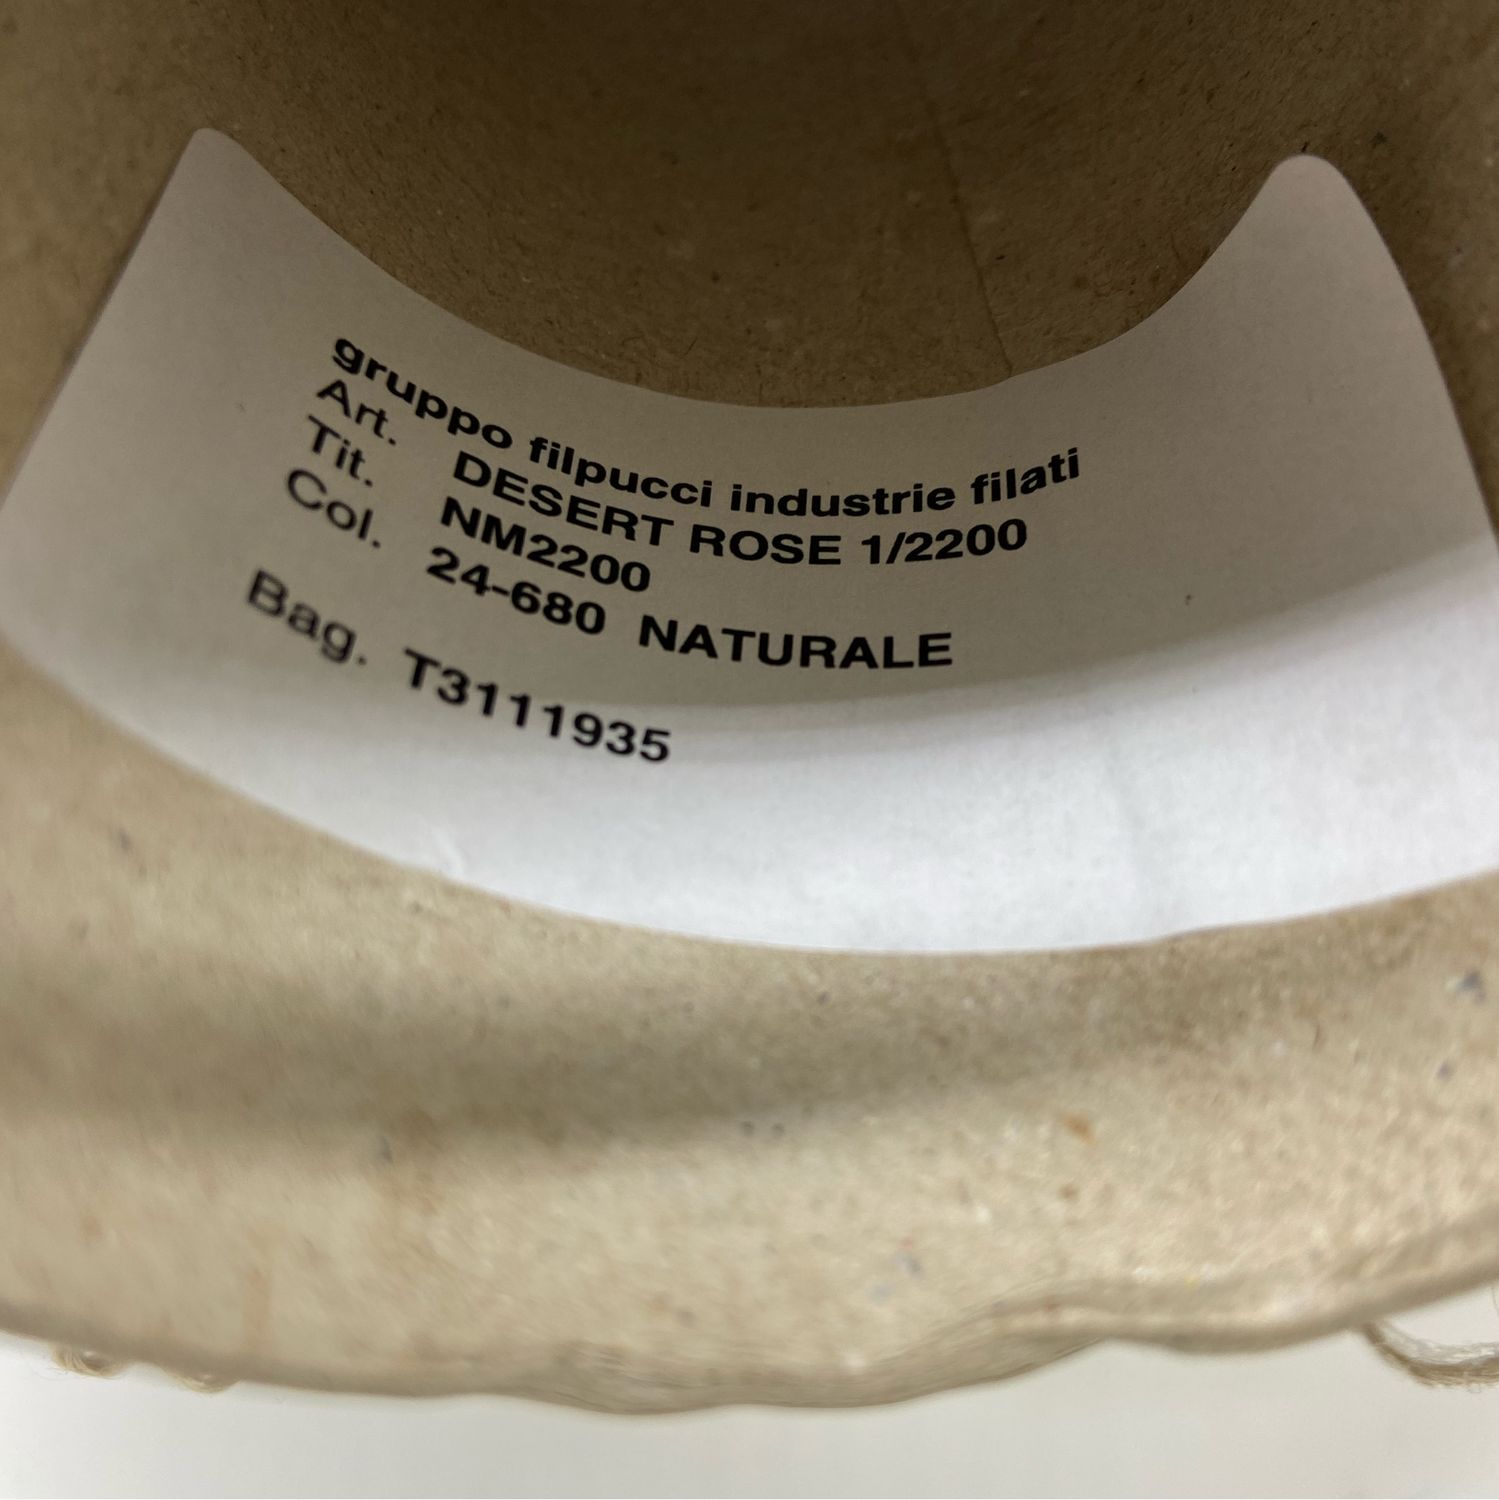 gruppo filpucci industrie filati
Art. DESERT ROSE 1/2200
Tit. NM2200
Col. 24-680 NATURALE
Bag. T3111935